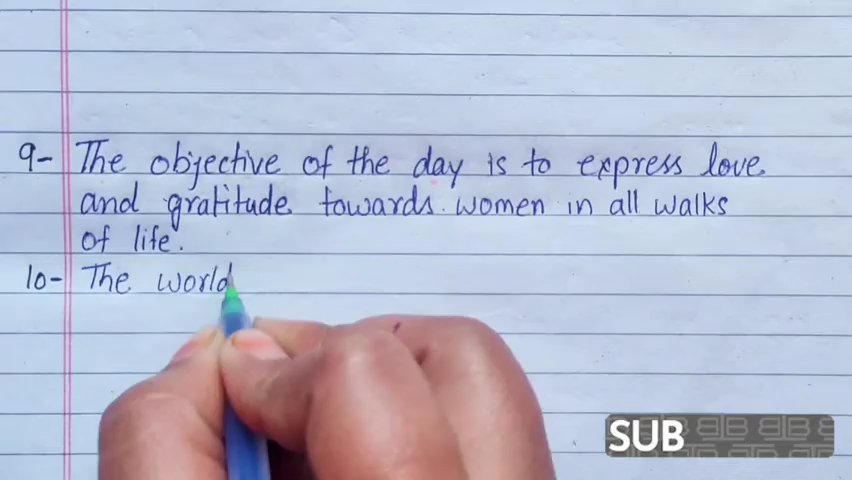 9- The objective of the day is to express love
and gratitude towards women in all walks
of life.
10- The world
SUB